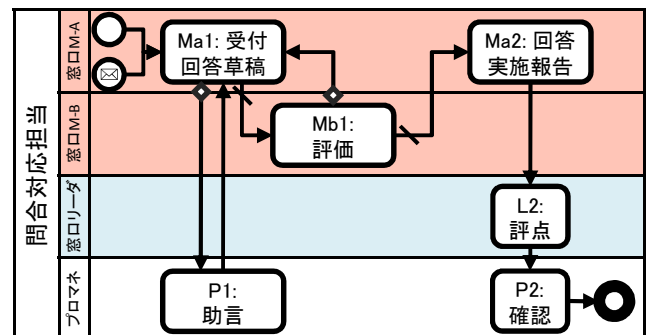 問合対応担当
窓口M-A
Ma1: 受付
回答草稿
Ma2: 回答
実施報告
窓口M-B
Mb1:
評価
窓口リーダ
L2:
評点
プロマネ
P1:
助言
P2:
確認